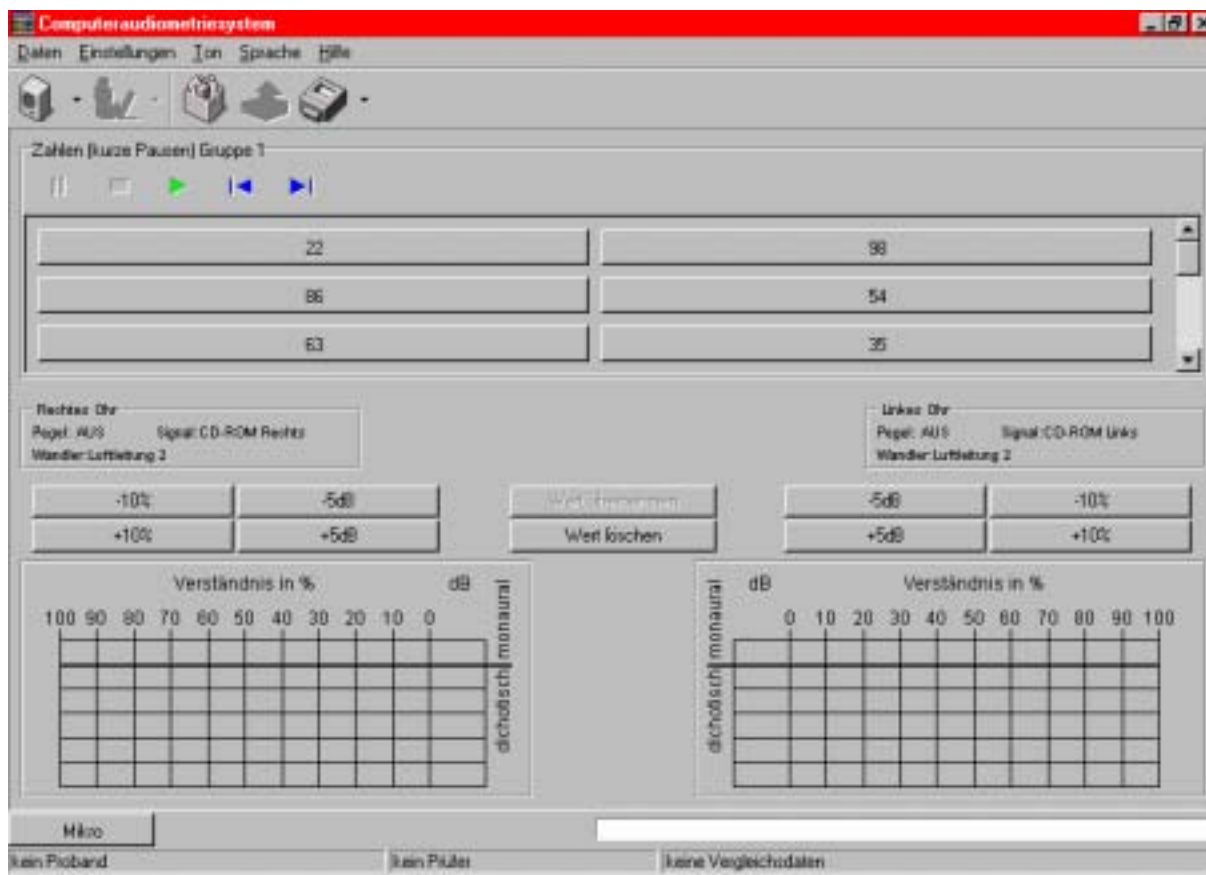 Computeraudiometriesystem
Daten Einstellungen Ton Sprache Hilfe
Zahlen (kurze Pausen) Gruppe 1
22 98
86 54
63 35
Rechtes Ohr Linkes Ohr
Pegel: AUS Signal:CD-ROM Rechts Pegel: AUS Signal:CD-ROM Links
Wandler:Luftleitung 2 Wandler:Luftleitung 2
-10% -5dB -5dB -10%
+10% +5dB Wert löschen +5dB +10%
Verständnis in % dB dB Verständnis in %
100 90 80 70 60 50 40 30 20 10 0 0 10 20 30 40 50 60 70 80 90 100
dichotisch monaural dichotisch monaural
Mikro
kein Proband kein Prüfer keine Vergleichsdaten